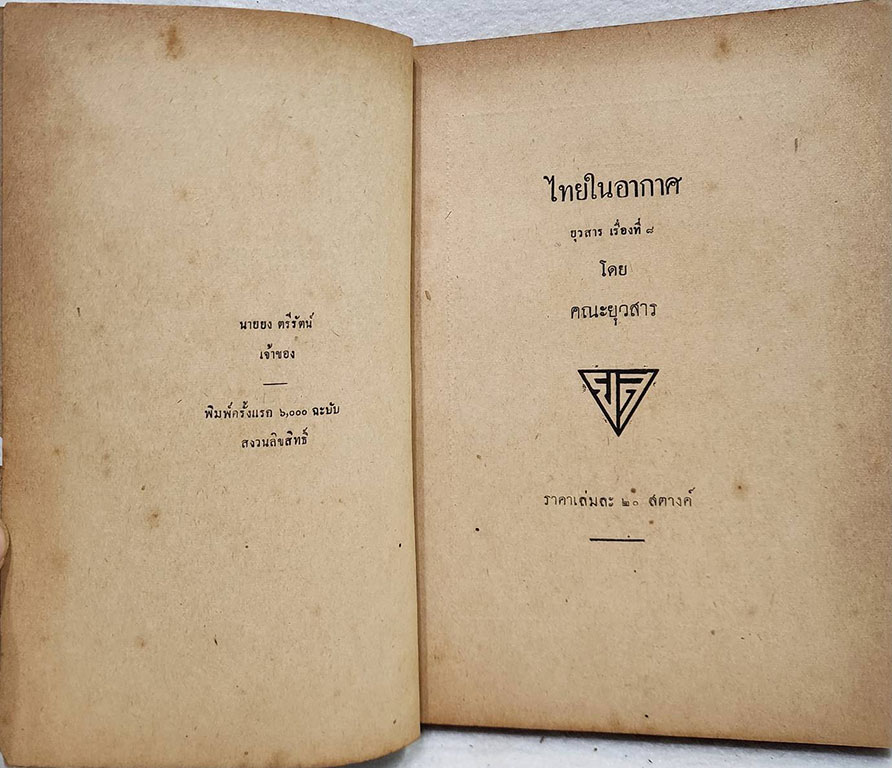 นายยง ตรีรัตน์
เจ้าของ
พิมพ์ครั้งแรก ๖,๐๐๐ ฉะบับ
สงวนลิขสิทธิ์
ไทยในอากาศ
ยุวสาร เรื่องที่ ๘
โดย
คณะยุวสาร
ราคาเล่มละ ๒๐ สตางค์